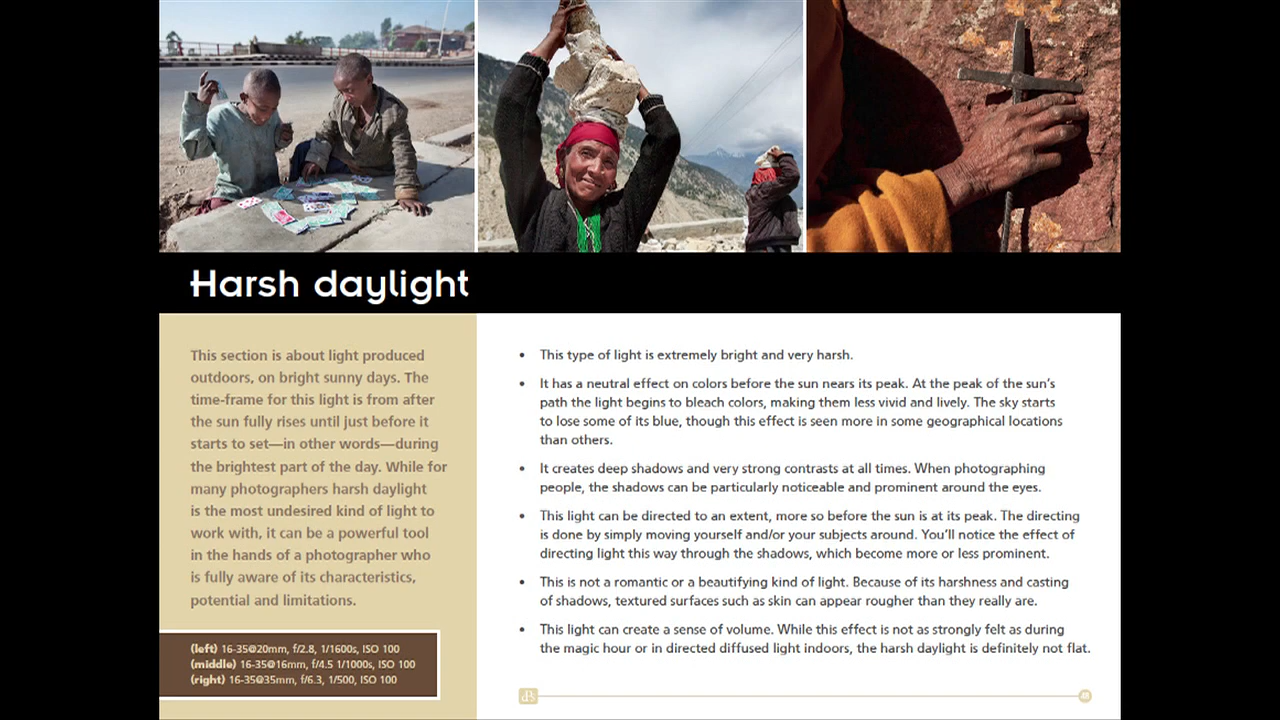 Harsh daylight
This section is about light produced
outdoors, on bright sunny days. The
time-frame for this light is from after
the sun fully rises until just before it
starts to set—in other words—during
the brightest part of the day. While for
many photographers harsh daylight
is the most undesired kind of light to
work with, it can be a powerful tool
in the hands of a photographer who
is fully aware of its characteristics,
potential and limitations.
(left) 16-35@20mm, f/2.8, 1/1600s, ISO 100
(middle) 16-35@16mm, f/4.5 1/1000s, ISO 100
(right) 16-35@35mm, f/6.3, 1/500, ISO 100
• This type of light is extremely bright and very harsh.
• It has a neutral effect on colors before the sun nears its peak. At the peak of the sun's
path the light begins to bleach colors, making them less vivid and lively. The sky starts
to lose some of its blue, though this effect is seen more in some geographical locations
than others.
• It creates deep shadows and very strong contrasts at all times. When photographing
people, the shadows can be particularly noticeable and prominent around the eyes.
• This light can be directed to an extent, more so before the sun is at its peak. The directing
is done by simply moving yourself and/or your subjects around. You'll notice the effect of
directing light this way through the shadows, which become more or less prominent.
• This is not a romantic or a beautifying kind of light. Because of its harshness and casting
of shadows, textured surfaces such as skin can appear rougher than they really are.
• This light can create a sense of volume. While this effect is not as strongly felt as during
the magic hour or in directed diffused light indoors, the harsh daylight is definitely not flat.
dPs